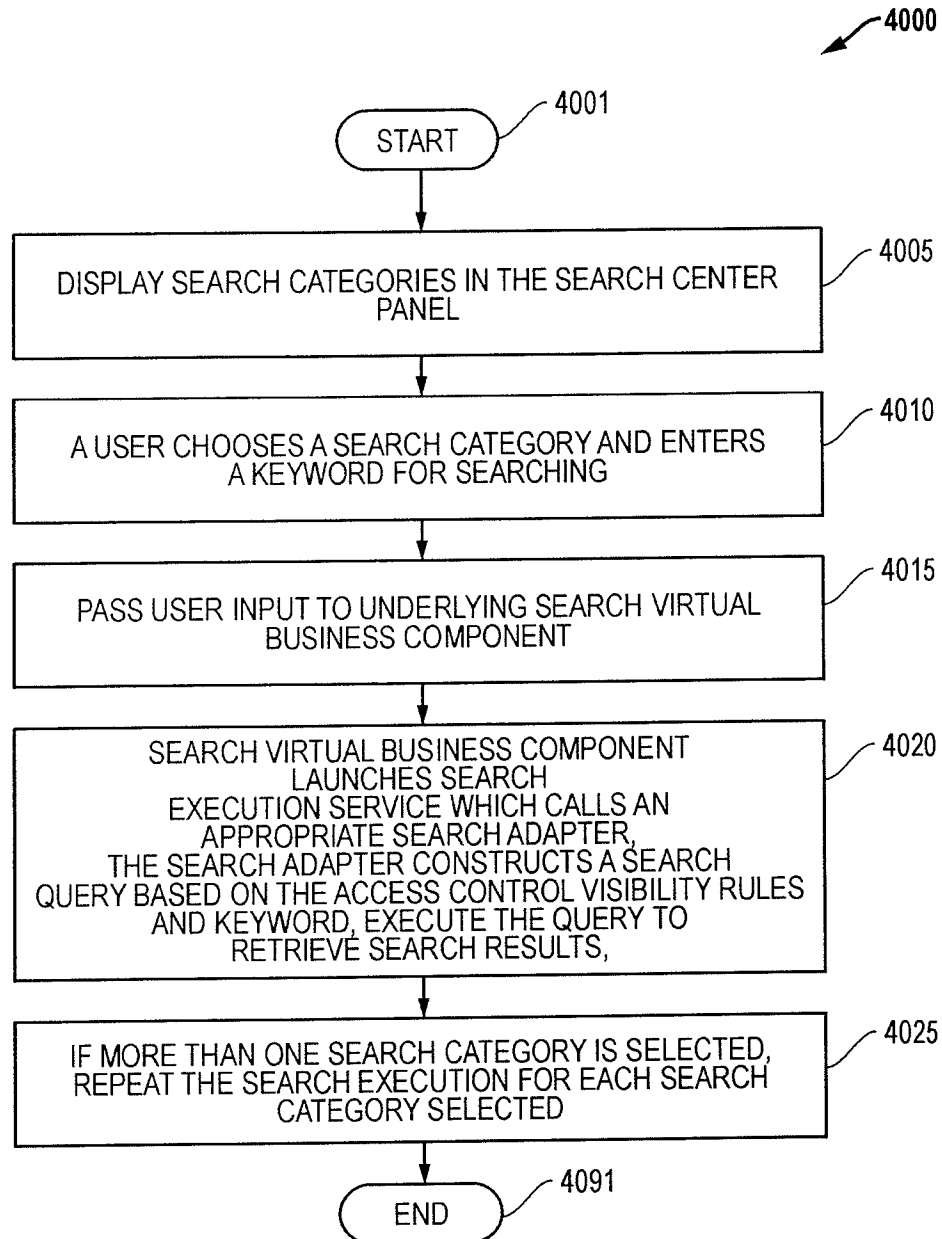 4000
START
4001
DISPLAY SEARCH CATEGORIES IN THE SEARCH CENTER
PANEL
4005
A USER CHOOSES A SEARCH CATEGORY AND ENTERS
A KEYWORD FOR SEARCHING
4010
PASS USER INPUT TO UNDERLYING SEARCH VIRTUAL
BUSINESS COMPONENT
4015
SEARCH VIRTUAL BUSINESS COMPONENT
LAUNCHES SEARCH
EXECUTION SERVICE WHICH CALLS AN
APPROPRIATE SEARCH ADAPTER,
THE SEARCH ADAPTER CONSTRUCTS A SEARCH
QUERY BASED ON THE ACCESS CONTROL VISIBILITY RULES
AND KEYWORD, EXECUTE THE QUERY TO
RETRIEVE SEARCH RESULTS,
4020
IF MORE THAN ONE SEARCH CATEGORY IS SELECTED,
REPEAT THE SEARCH EXECUTION FOR EACH SEARCH
CATEGORY SELECTED
4025
END
4091